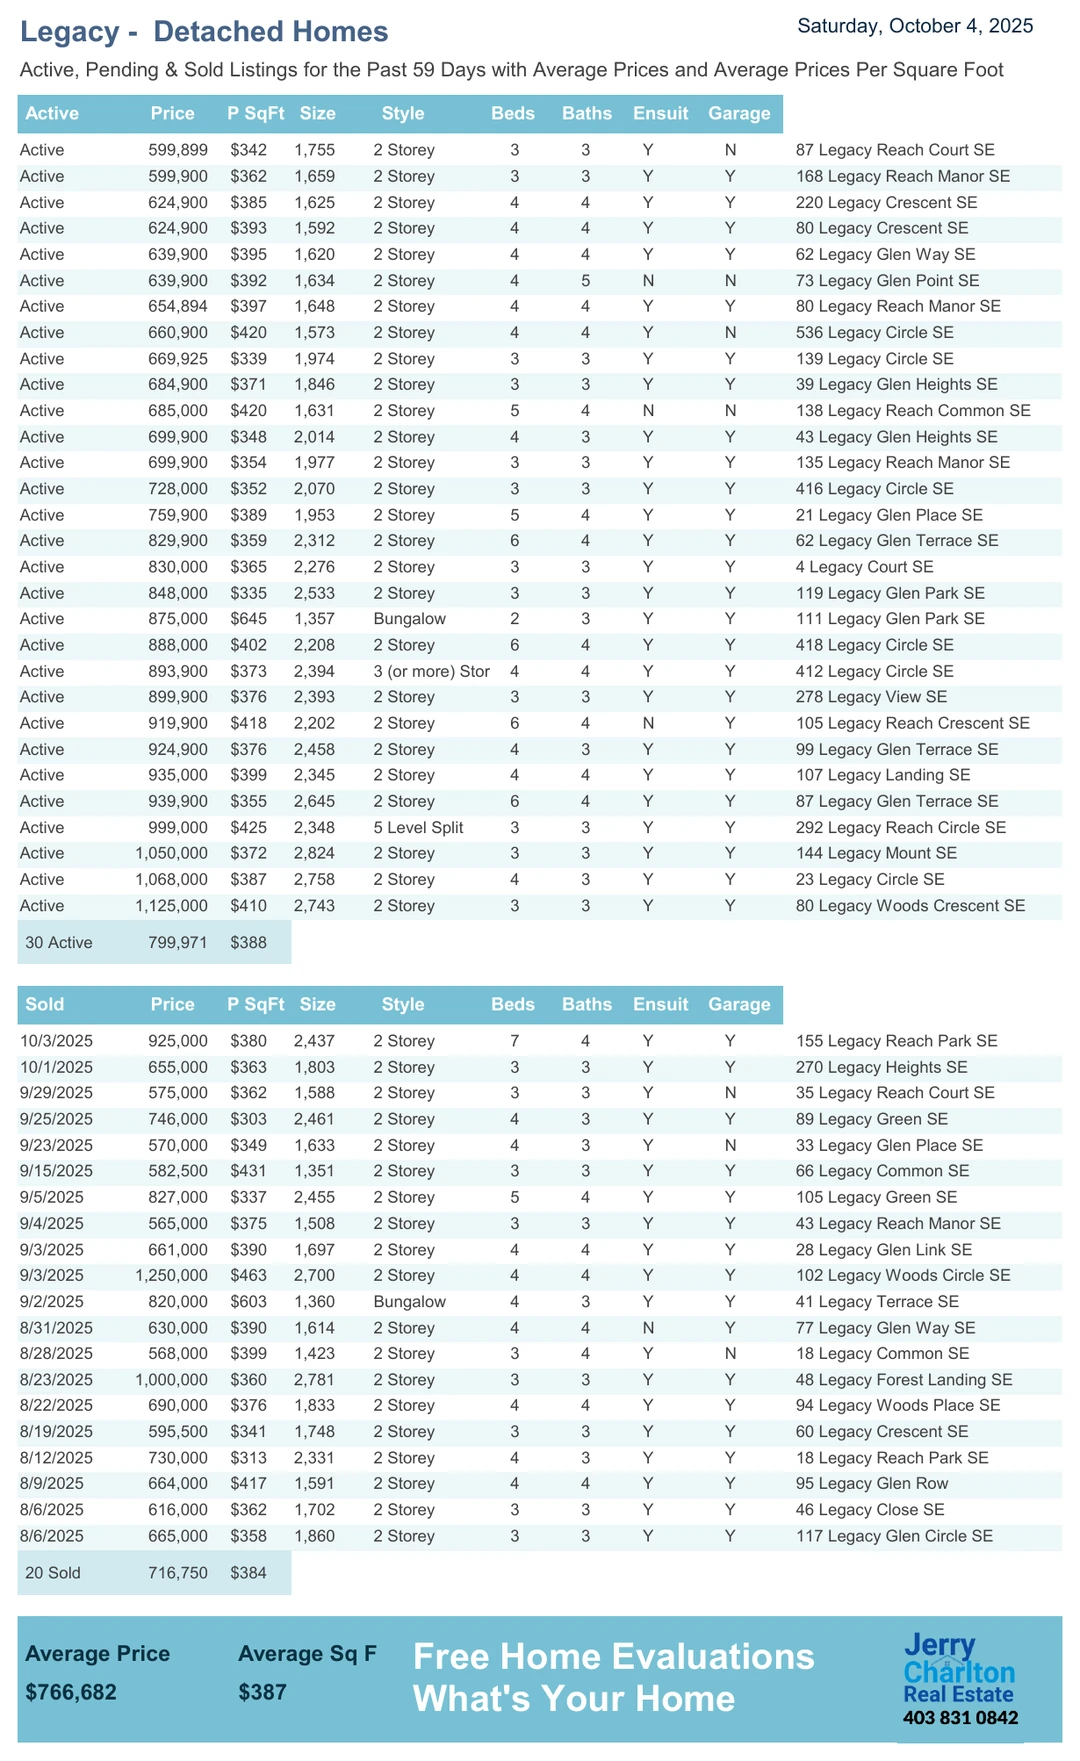 Legacy -  Detached Homes
Saturday, October 4, 2025
Active, Pending & Sold Listings for the Past 59 Days with Average Prices and Average Prices Per Square Foot
Active Price P SqFt Size Style Beds Baths Ensuit Garage
Active 599,899 $342 1,755 2 Storey 3 3 Y N 87 Legacy Reach Court SE
Active 599,900 $362 1,659 2 Storey 3 3 Y Y 168 Legacy Reach Manor SE
Active 624,900 $385 1,625 2 Storey 4 4 Y Y 220 Legacy Crescent SE
Active 624,900 $393 1,592 2 Storey 4 4 Y Y 80 Legacy Crescent SE
Active 639,900 $395 1,620 2 Storey 4 4 Y Y 62 Legacy Glen Way SE
Active 639,900 $392 1,634 2 Storey 4 5 N N 73 Legacy Glen Point SE
Active 654,894 $397 1,648 2 Storey 4 4 Y Y 80 Legacy Reach Manor SE
Active 660,900 $420 1,573 2 Storey 4 4 Y N 536 Legacy Circle SE
Active 669,925 $339 1,974 2 Storey 3 3 Y Y 139 Legacy Circle SE
Active 684,900 $371 1,846 2 Storey 3 3 Y Y 39 Legacy Glen Heights SE
Active 685,000 $420 1,631 2 Storey 5 4 N N 138 Legacy Reach Common SE
Active 699,900 $348 2,014 2 Storey 4 3 Y Y 43 Legacy Glen Heights SE
Active 699,900 $354 1,977 2 Storey 3 3 Y Y 135 Legacy Reach Manor SE
Active 728,000 $352 2,070 2 Storey 3 3 Y Y 416 Legacy Circle SE
Active 759,900 $389 1,953 2 Storey 5 4 Y Y 21 Legacy Glen Place SE
Active 829,900 $359 2,312 2 Storey 6 4 Y Y 62 Legacy Glen Terrace SE
Active 830,000 $365 2,276 2 Storey 3 3 Y Y 4 Legacy Court SE
Active 848,000 $335 2,533 2 Storey 3 3 Y Y 119 Legacy Glen Park SE
Active 875,000 $645 1,357 Bungalow 2 3 Y Y 111 Legacy Glen Park SE
Active 888,000 $402 2,208 2 Storey 6 4 Y Y 418 Legacy Circle SE
Active 893,900 $373 2,394 3 (or more) Stor 4 4 Y Y 412 Legacy Circle SE
Active 899,900 $376 2,393 2 Storey 3 3 Y Y 278 Legacy View SE
Active 919,900 $418 2,202 2 Storey 6 4 N Y 105 Legacy Reach Crescent SE
Active 924,900 $376 2,458 2 Storey 4 3 Y Y 99 Legacy Glen Terrace SE
Active 935,000 $399 2,345 2 Storey 4 4 Y Y 107 Legacy Landing SE
Active 939,900 $355 2,645 2 Storey 6 4 Y Y 87 Legacy Glen Terrace SE
Active 999,000 $425 2,348 5 Level Split 3 3 Y Y 292 Legacy Reach Circle SE
Active 1,050,000 $372 2,824 2 Storey 3 3 Y Y 144 Legacy Mount SE
Active 1,068,000 $387 2,758 2 Storey 4 3 Y Y 23 Legacy Circle SE
Active 1,125,000 $410 2,743 2 Storey 3 3 Y Y 80 Legacy Woods Crescent SE
30 Active 799,971 $388
Sold Price P SqFt Size Style Beds Baths Ensuit Garage
10/3/2025 925,000 $380 2,437 2 Storey 7 4 Y Y 155 Legacy Reach Park SE
10/1/2025 655,000 $363 1,803 2 Storey 3 3 Y Y 270 Legacy Heights SE
9/29/2025 575,000 $362 1,588 2 Storey 3 3 Y N 35 Legacy Reach Court SE
9/25/2025 746,000 $303 2,461 2 Storey 4 3 Y Y 89 Legacy Green SE
9/23/2025 570,000 $349 1,633 2 Storey 4 3 Y N 33 Legacy Glen Place SE
9/15/2025 582,500 $431 1,351 2 Storey 3 3 Y Y 66 Legacy Common SE
9/5/2025 827,000 $337 2,455 2 Storey 5 4 Y Y 105 Legacy Green SE
9/4/2025 565,000 $375 1,508 2 Storey 3 3 Y Y 43 Legacy Reach Manor SE
9/3/2025 661,000 $390 1,697 2 Storey 4 4 Y Y 28 Legacy Glen Link SE
9/3/2025 1,250,000 $463 2,700 2 Storey 4 4 Y Y 102 Legacy Woods Circle SE
9/2/2025 820,000 $603 1,360 Bungalow 4 3 Y Y 41 Legacy Terrace SE
8/31/2025 630,000 $390 1,614 2 Storey 4 4 N Y 77 Legacy Glen Way SE
8/28/2025 568,000 $399 1,423 2 Storey 3 4 Y N 18 Legacy Common SE
8/23/2025 1,000,000 $360 2,781 2 Storey 3 3 Y Y 48 Legacy Forest Landing SE
8/22/2025 690,000 $376 1,833 2 Storey 4 4 Y Y 94 Legacy Woods Place SE
8/19/2025 595,500 $341 1,748 2 Storey 3 3 Y Y 60 Legacy Crescent SE
8/12/2025 730,000 $313 2,331 2 Storey 4 3 Y Y 18 Legacy Reach Park SE
8/9/2025 664,000 $417 1,591 2 Storey 4 4 Y Y 95 Legacy Glen Row
8/6/2025 616,000 $362 1,702 2 Storey 3 3 Y Y 46 Legacy Close SE
8/6/2025 665,000 $358 1,860 2 Storey 3 3 Y Y 117 Legacy Glen Circle SE
20 Sold 716,750 $384
Average Price Average Sq F
$766,682 $387
Free Home Evaluations
What's Your Home
Jerry
Charlton
Real Estate
403 831 0842